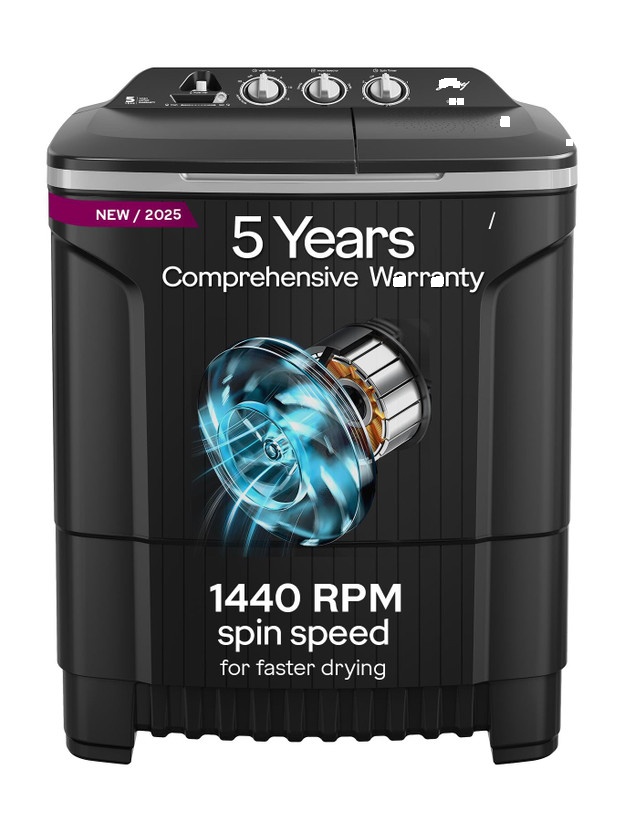 NEW / 2025
5 Years
Comprehensive Warranty
1440 RPM
spin speed
for faster drying